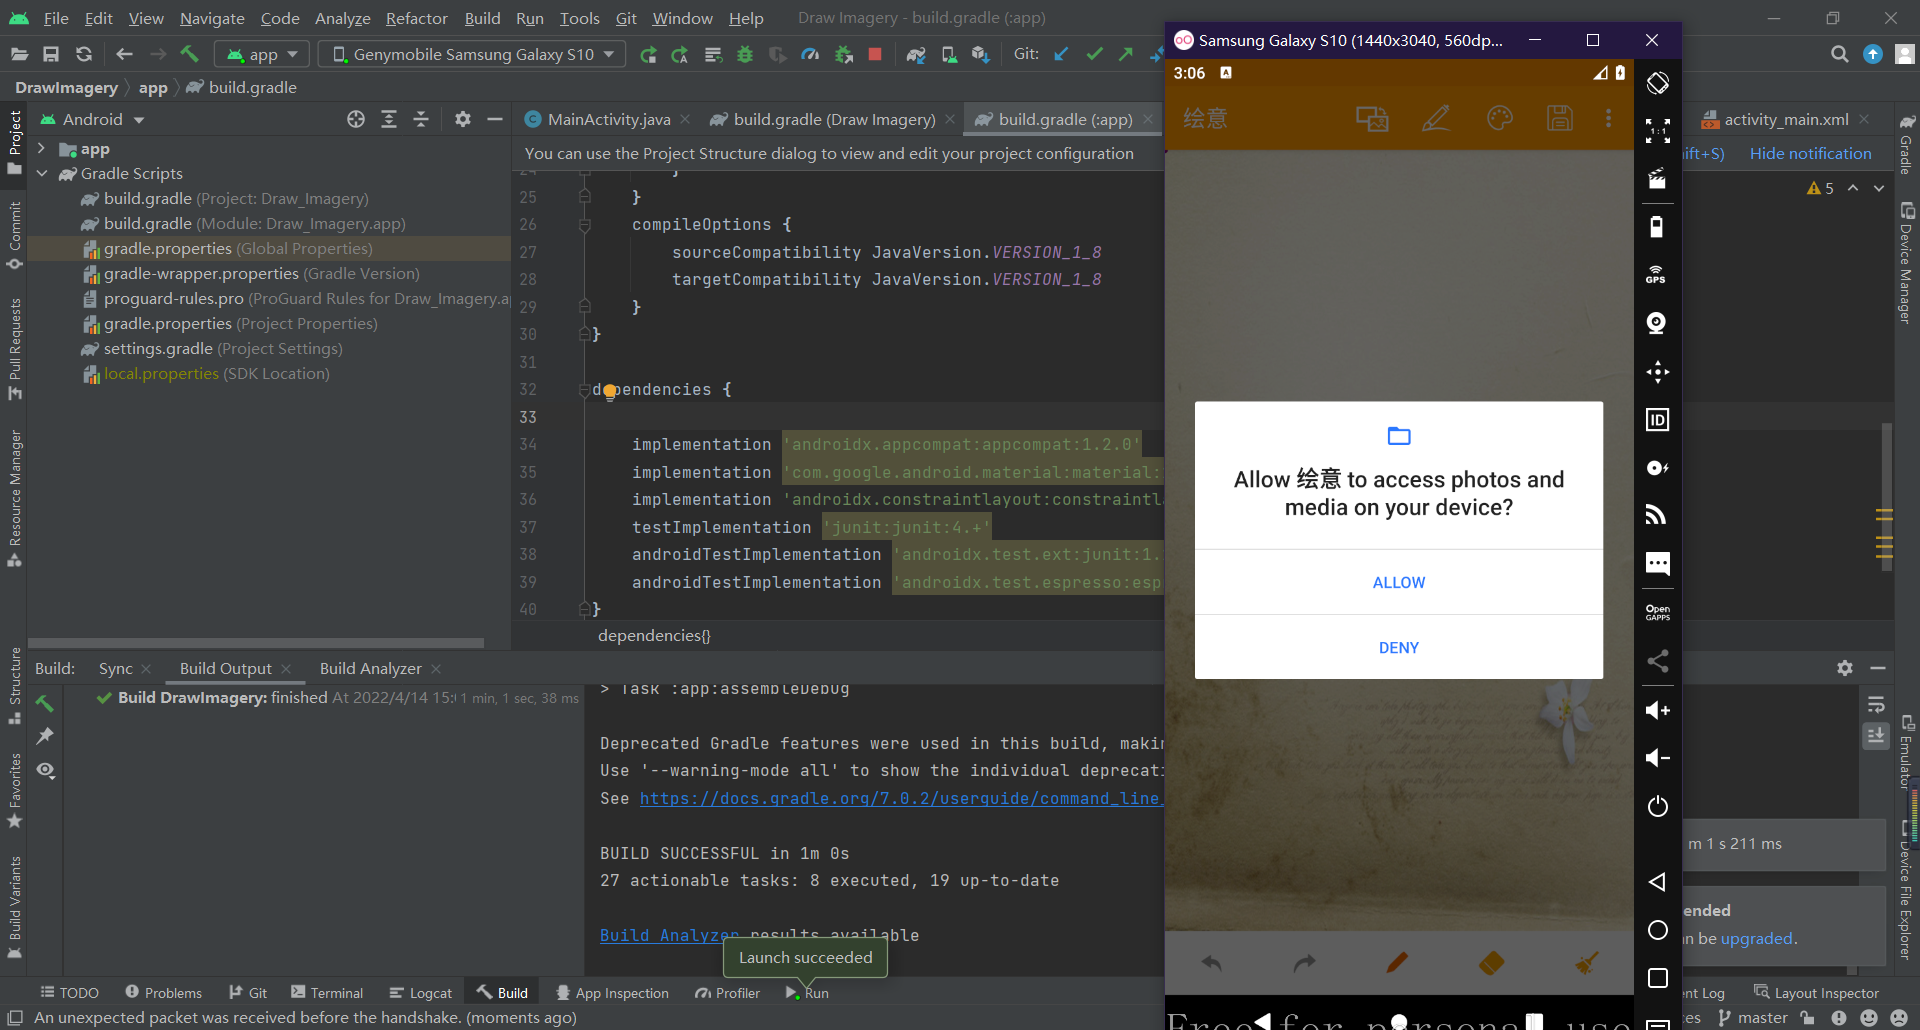 File Edit View Navigate Code Analyze Refactor Build Run Tools Git Window Help Draw Imagery - build.gradle (:app)
app Genymobile Samsung Galaxy S10 Git:
DrawImagery app build.gradle
Project
Commit
Pull Requests
Resource Manager
Structure
Favorites
Build Variants
Android
app
Gradle Scripts
build.gradle (Project: Draw_Imagery)
build.gradle (Module: Draw_Imagery.app)
gradle.properties (Global Properties)
gradle-wrapper.properties (Gradle Version)
proguard-rules.pro (ProGuard Rules for Draw_Imagery.a
gradle.properties (Project Properties)
settings.gradle (Project Settings)
local.properties (SDK Location)
MainActivity.java build.gradle (Draw Imagery) build.gradle (:app) activity_main.xml
You can use the Project Structure dialog to view and edit your project configuration
ift+S) Hide notification
5
24 }
25 }
26 compileOptions {
27 sourceCompatibility JavaVersion.VERSION_1_8
28 targetCompatibility JavaVersion.VERSION_1_8
29 }
30 }
31
32 dependencies {
33
34 implementation 'androidx.appcompat:appcompat:1.2.0'
35 implementation 'com.google.android.material:material:
36 implementation 'androidx.constraintlayout:constraintl
37 testImplementation 'junit:junit:4.+'
38 androidTestImplementation 'androidx.test.ext:junit:1.
39 androidTestImplementation 'androidx.test.espresso:esp
40 }
dependencies{}
Build: Sync Build Output Build Analyzer
Build DrawImagery: finished At 2022/4/14 15: 1 min, 1 sec, 38 ms
> Task :app:assembleDebug
Deprecated Gradle features were used in this build, maki
Use '--warning-mode all' to show the individual deprecati
See https://docs.gradle.org/7.0.2/userguide/command_line
BUILD SUCCESSFUL in 1m 0s
27 actionable tasks: 8 executed, 19 up-to-date
Build Analyzer results available
Launch succeeded
Samsung Galaxy S10 (1440x3040, 560dp...
3:06
绘意
Allow 绘意 to access photos and
media on your device?
ALLOW
DENY
Free for personal use
1:1
GPS
ID
Open
GAPPS
Gradle
Device Manager
Emulator
Device File Explorer
m 1 s 211 ms
ended
n be upgraded.
TODO Problems Git Terminal Logcat Build App Inspection Profiler Run nt Log Layout Inspector
An unexpected packet was received before the handshake. (moments ago) ces master